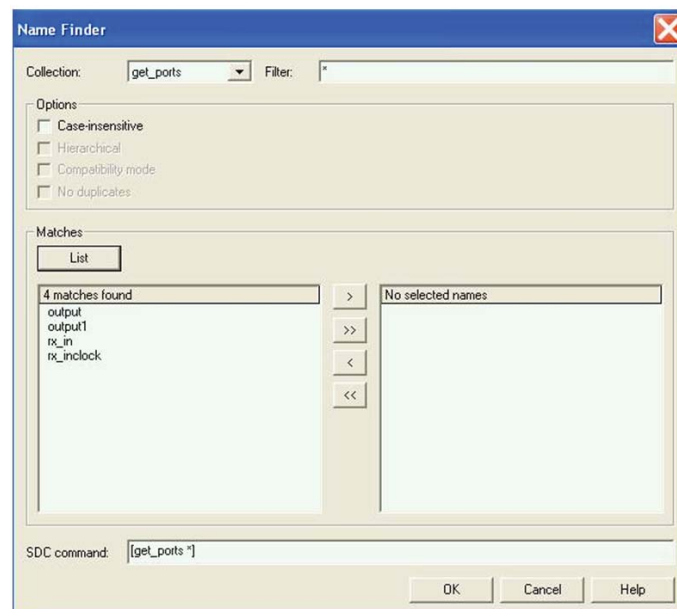 Name Finder
Collection: get_ports Filter: *
Options
Case-insensitive
Hierarchical
Compatibility mode
No duplicates
Matches
List
4 matches found
output
output1
rx_in
rx_inclock
>
>>
<
<<
No selected names
SDC command: [get_ports *]
OK Cancel Help